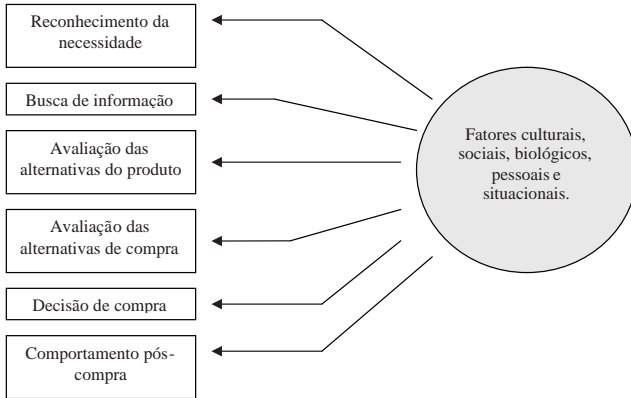 Reconhecimento da
necessidade
Busca de informação
Avaliação das
alternativas do produto
Avaliação das
alternativas de compra
Decisão de compra
Comportamento pós-
compra
Fatores culturais,
sociais, biológicos,
pessoais e
situacionais.